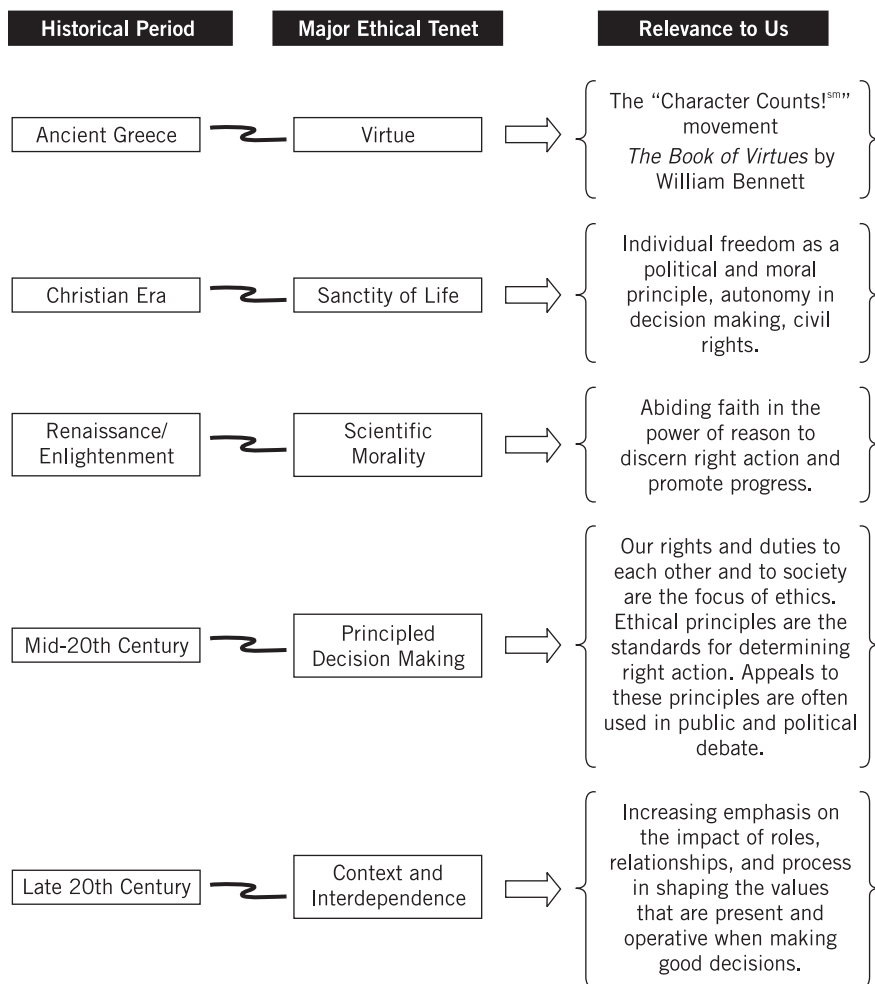 Historical Period
Major Ethical Tenet
Relevance to Us
Ancient Greece
Virtue
The “Character Counts!sm”
movement
The Book of Virtues by
William Bennett
Christian Era
Sanctity of Life
Individual freedom as a
political and moral
principle, autonomy in
decision making, civil
rights.
Renaissance/
Enlightenment
Scientific
Morality
Abiding faith in the
power of reason to
discern right action and
promote progress.
Mid-20th Century
Principled
Decision Making
Our rights and duties to
each other and to society
are the focus of ethics.
Ethical principles are the
standards for determining
right action. Appeals to
these principles are often
used in public and political
debate.
Late 20th Century
Context and
Interdependence
Increasing emphasis on
the impact of roles,
relationships, and process
in shaping the values
that are present and
operative when making
good decisions.